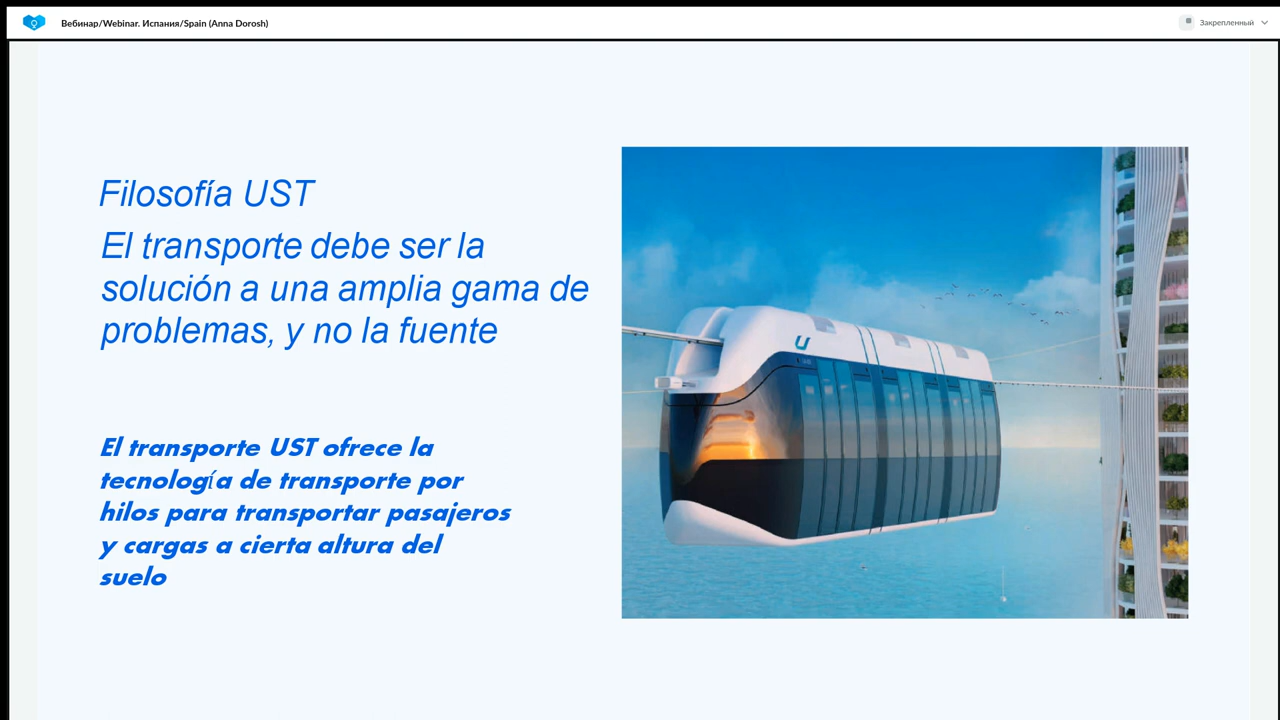 Вебинар/Webinar. Испания/Spain (Anna Dorosh)
Закрепленный
Filosofía UST
El transporte debe ser la
solución a una amplia gama de
problemas, y no la fuente
El transporte UST ofrece la
tecnología de transporte por
hilos para transportar pasajeros
y cargas a cierta altura del
suelo
U